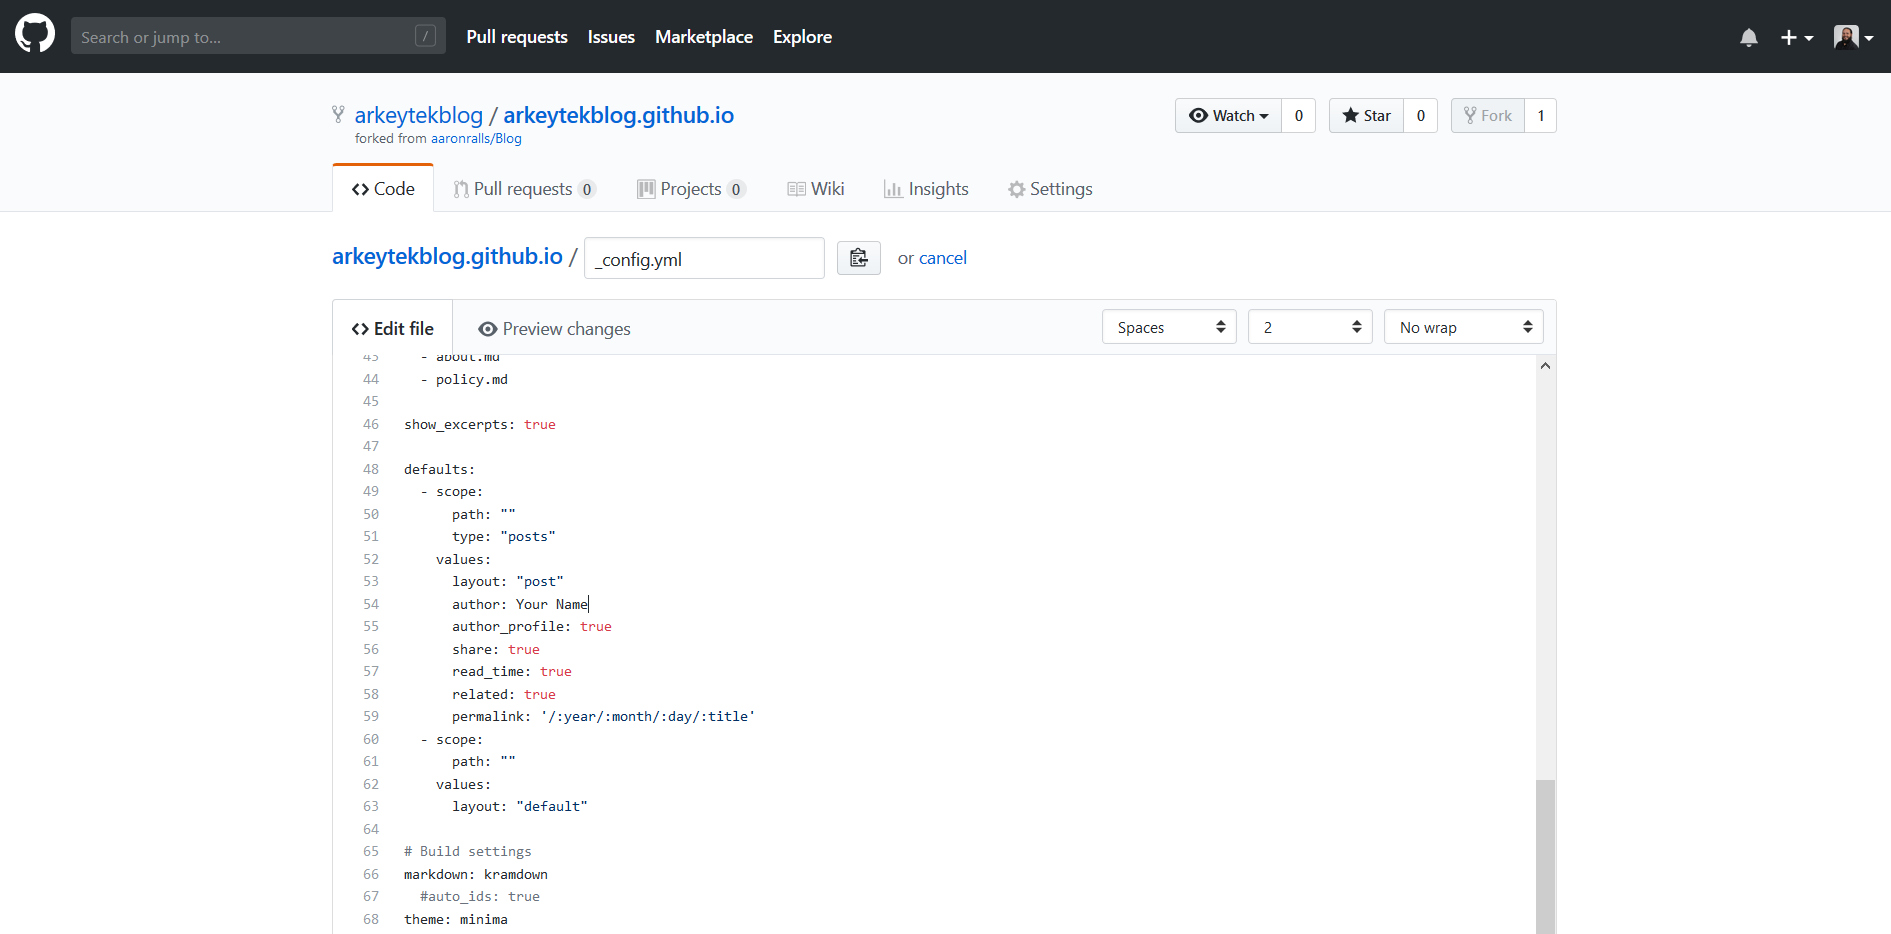 Search or jump to... /
Pull requests Issues Marketplace Explore
arkeytekblog / arkeytekblog.github.io
Watch 0 Star 0 Fork 1
forked from aaronralls/Blog
Code Pull requests 0 Projects 0 Wiki Insights Settings
arkeytekblog.github.io / _config.yml or cancel
Edit file Preview changes Spaces 2 No wrap
43 - about.md
44 - policy.md
45
46 show_excerpts: true
47
48 defaults:
49 - scope:
50 path: ""
51 type: "posts"
52 values:
53 layout: "post"
54 author: Your Name
55 author_profile: true
56 share: true
57 read_time: true
58 related: true
59 permalink: '/:year/:month/:day/:title'
60 - scope:
61 path: ""
62 values:
63 layout: "default"
64
65 # Build settings
66 markdown: kramdown
67 #auto_ids: true
68 theme: minima